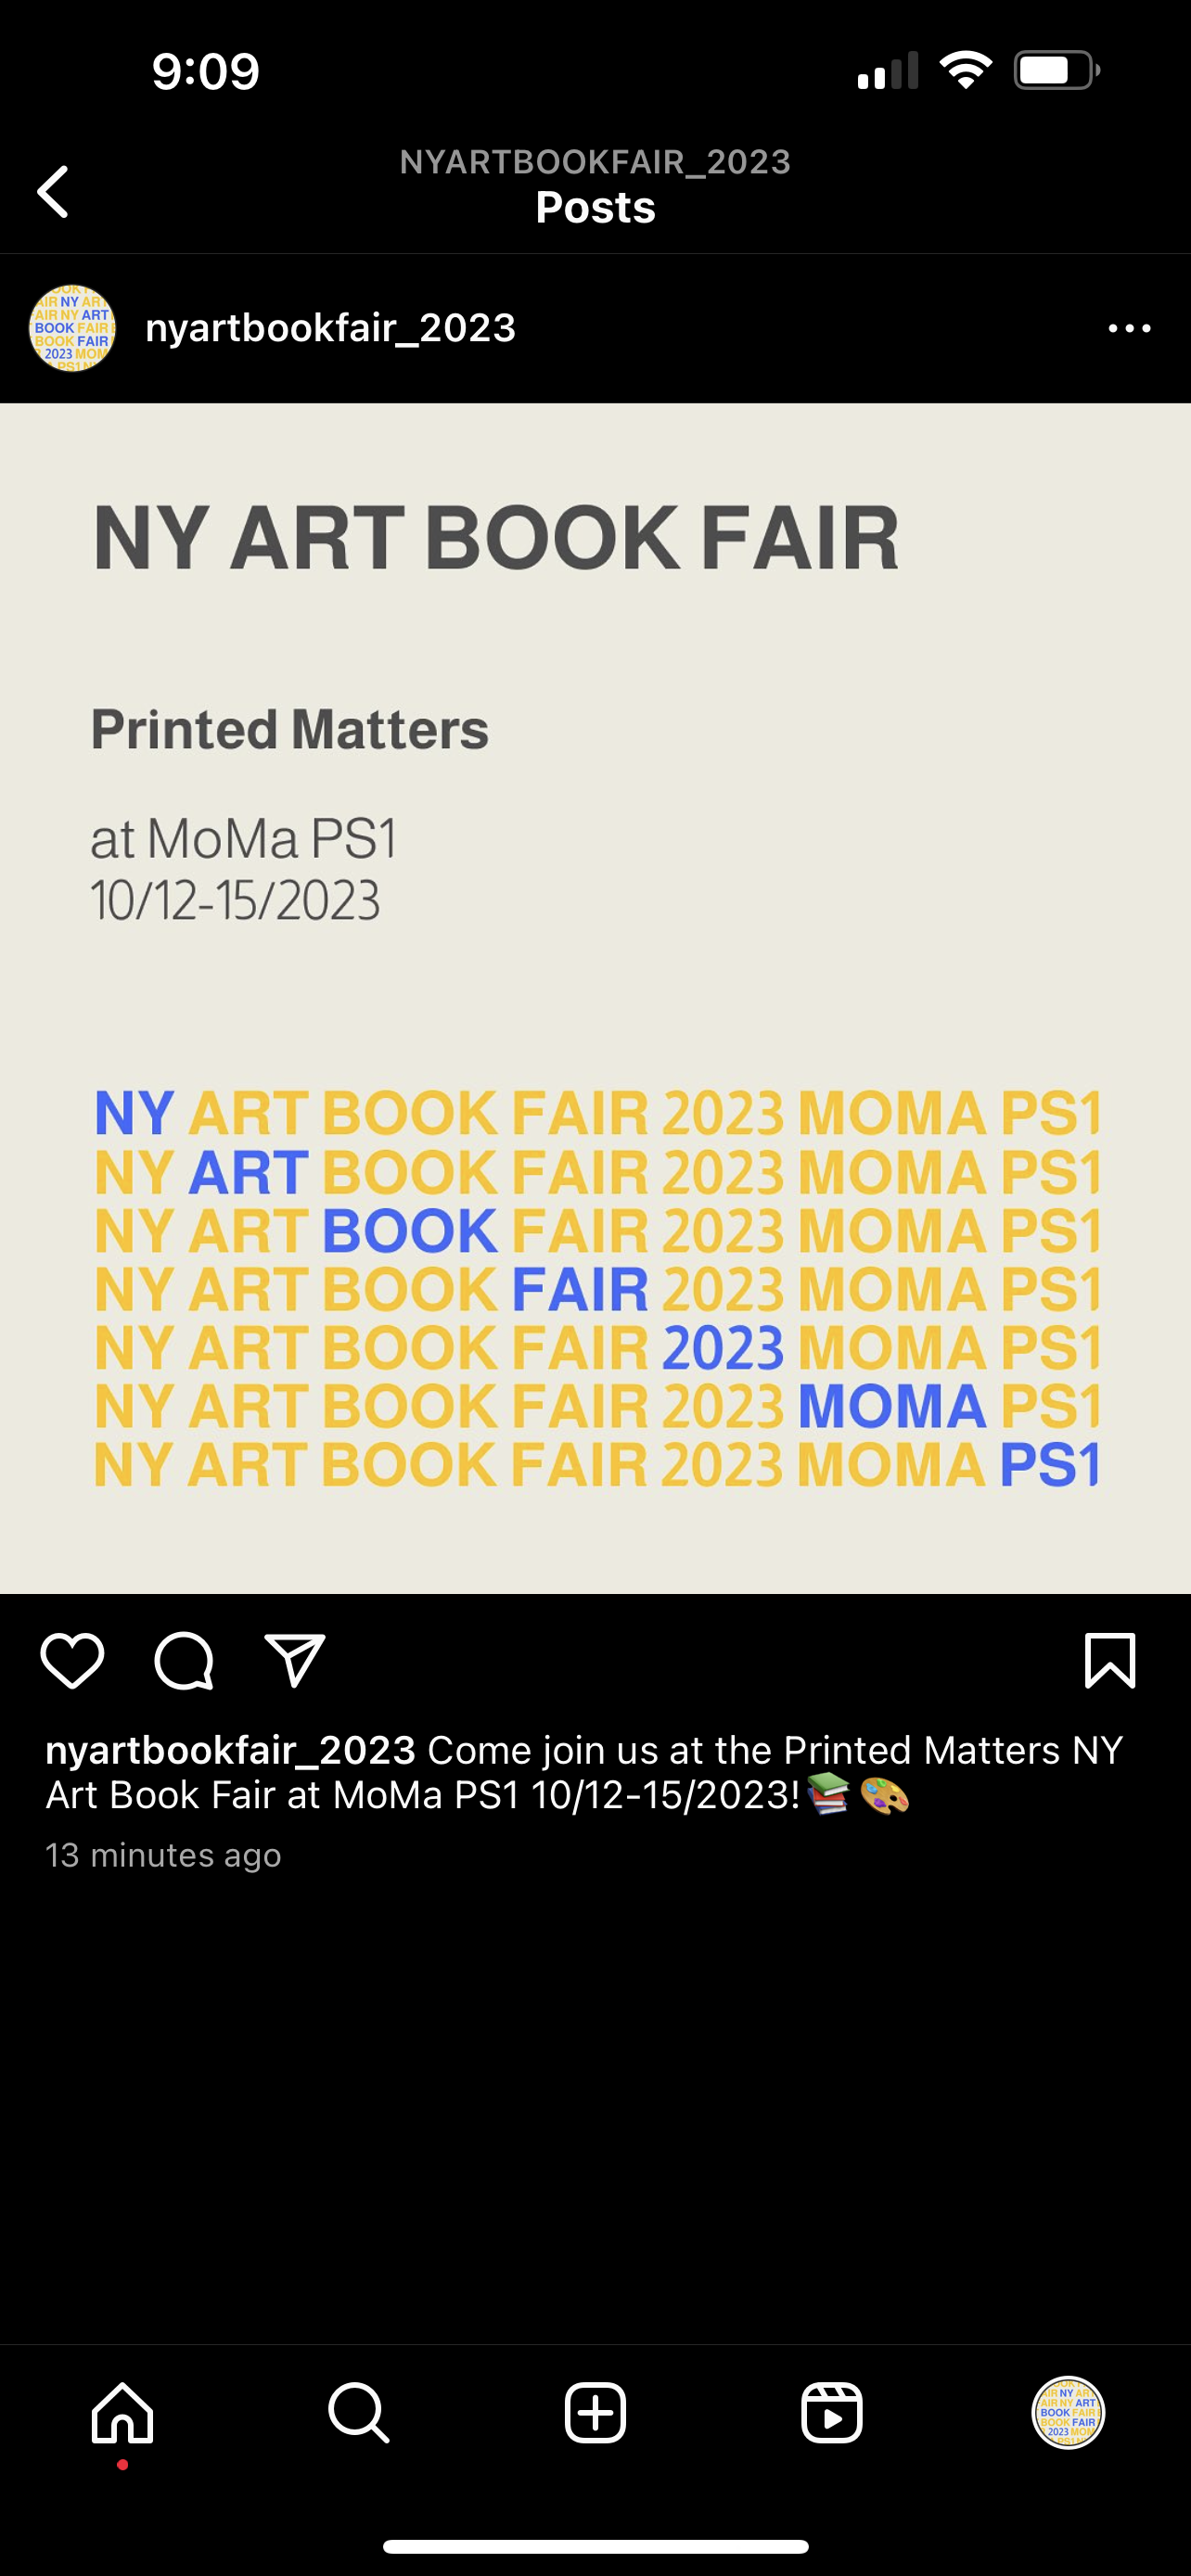 9:09
NYARTBOOKFAIR_2023
Posts
nyartbookfair_2023
NY ART BOOK FAIR
Printed Matters
at MoMa PS1
10/12-15/2023
NY ART BOOK FAIR 2023 MOMA PS1
NY ART BOOK FAIR 2023 MOMA PS1
NY ART BOOK FAIR 2023 MOMA PS1
NY ART BOOK FAIR 2023 MOMA PS1
NY ART BOOK FAIR 2023 MOMA PS1
NY ART BOOK FAIR 2023 MOMA PS1
NY ART BOOK FAIR 2023 MOMA PS1
nyartbookfair_2023 Come join us at the Printed Matters NY
Art Book Fair at MoMa PS1 10/12-15/2023!📚🎨
13 minutes ago